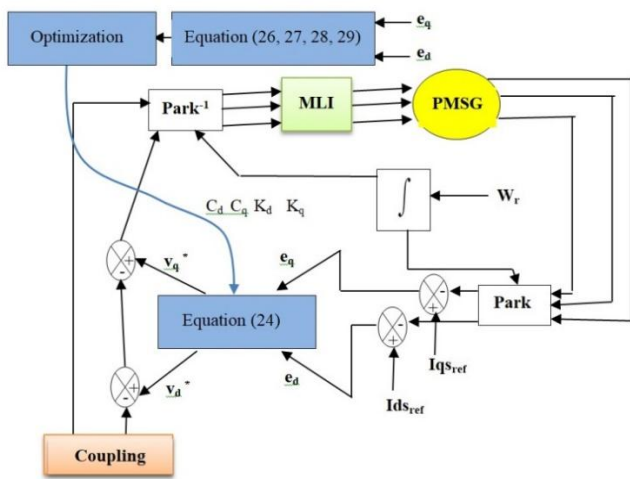 Optimization
Equation (26, 27, 28, 29)
e_q
e_d
Park⁻¹
MLI
PMSG
C_d C_q K_d K_q
∫
W_r
v_q *
e_q
+
-
-
Park
Equation (24)
-
+
+
Iqs_ref
+
-
v_d *
e_d
Ids_ref
Coupling